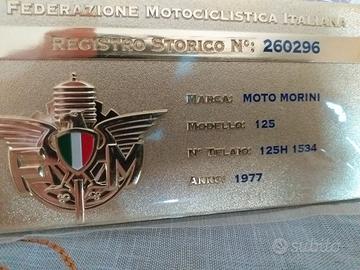 Federazione Motociclistica Italiana
Registro Storico N°: 260296
Marca: MOTO MORINI
Modello: 125
N° Telaio: 125H 1534
Anno: 1977
F M
subito